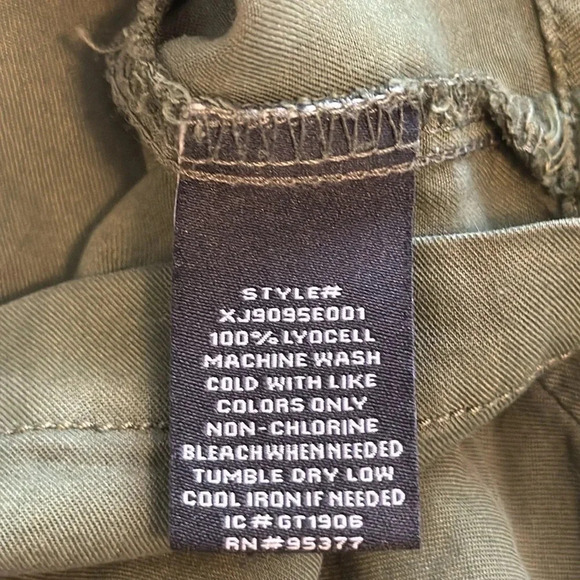 STYLE#
XJ9095E001
100% LYOCELL
MACHINE WASH
COLD WITH LIKE
COLORS ONLY
NON-CHLORINE
BLEACH WHEN NEEDED
TUMBLE DRY LOW
COOL IRON IF NEEDED
IC# GT1906
RN# 95377